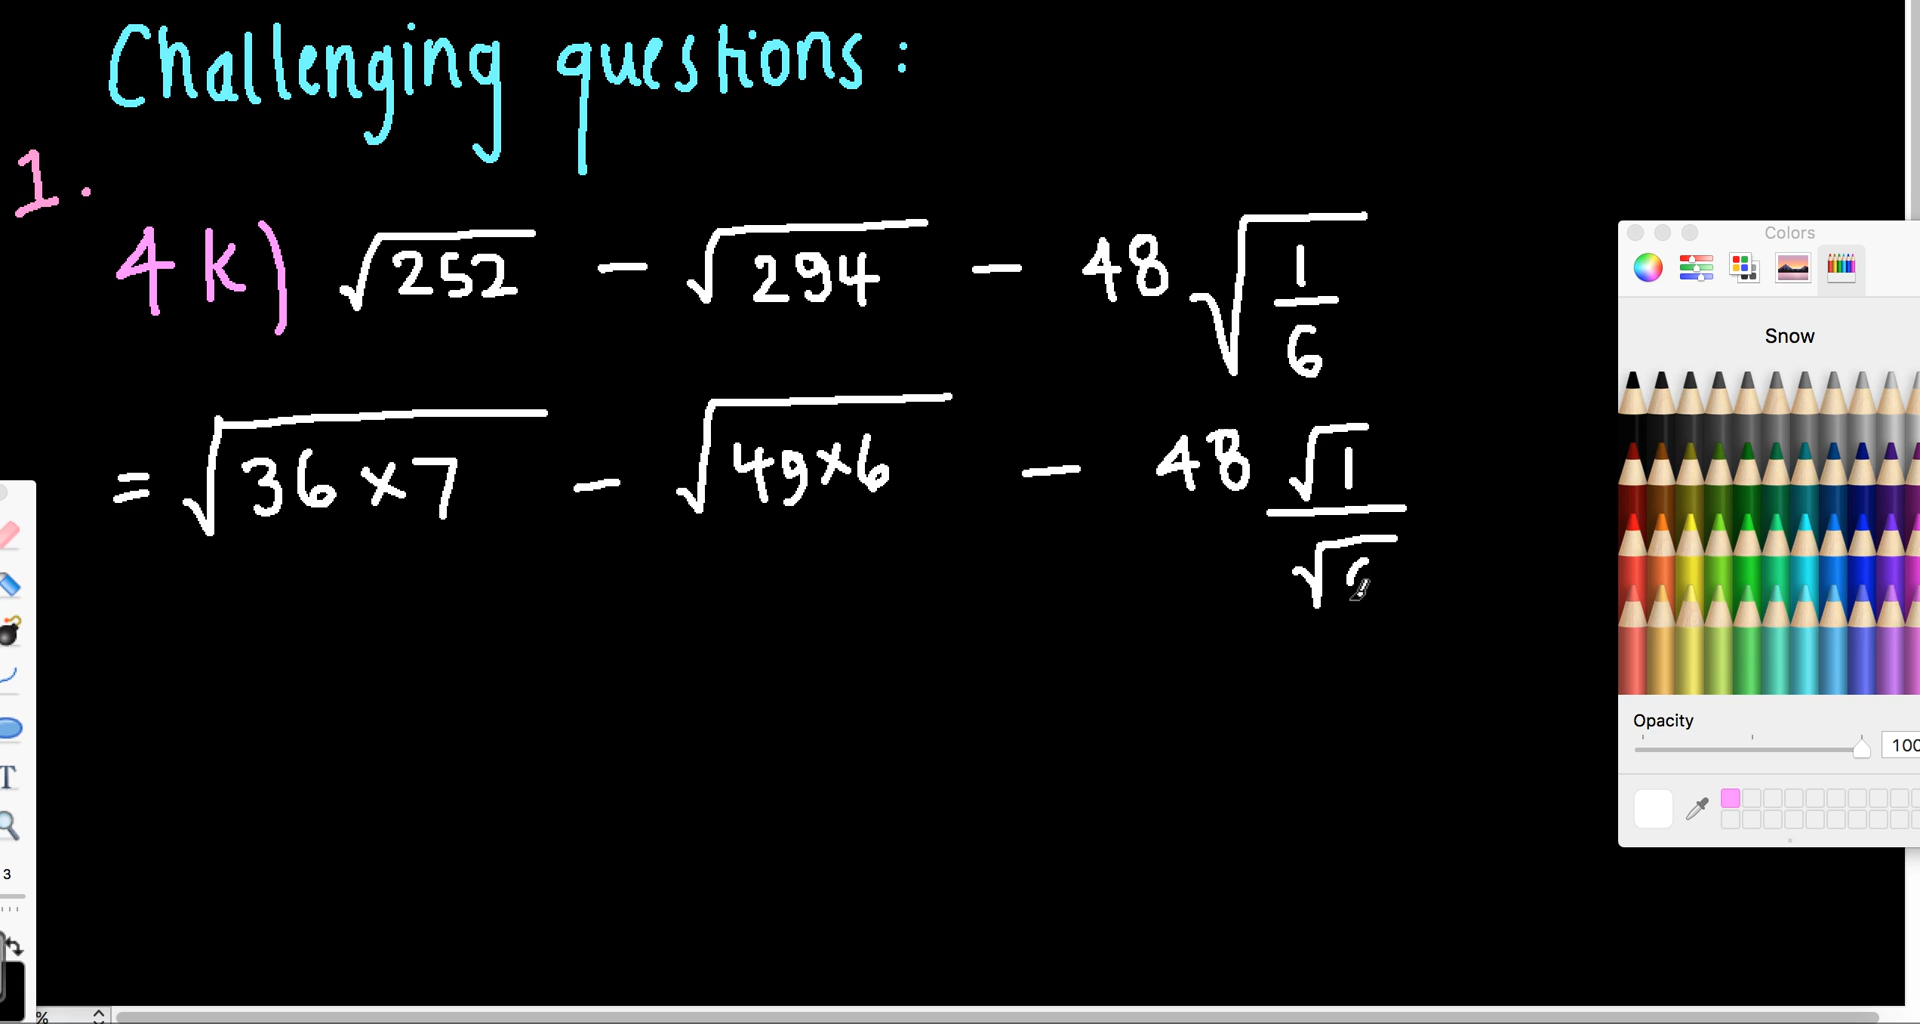 Challenging questions:
1.
4k) √252 - √294 - 48 √(1/6)
= √(36×7) - √(49×6) - 48 √1/√6
Colors
Snow
Opacity
100
3
%
T